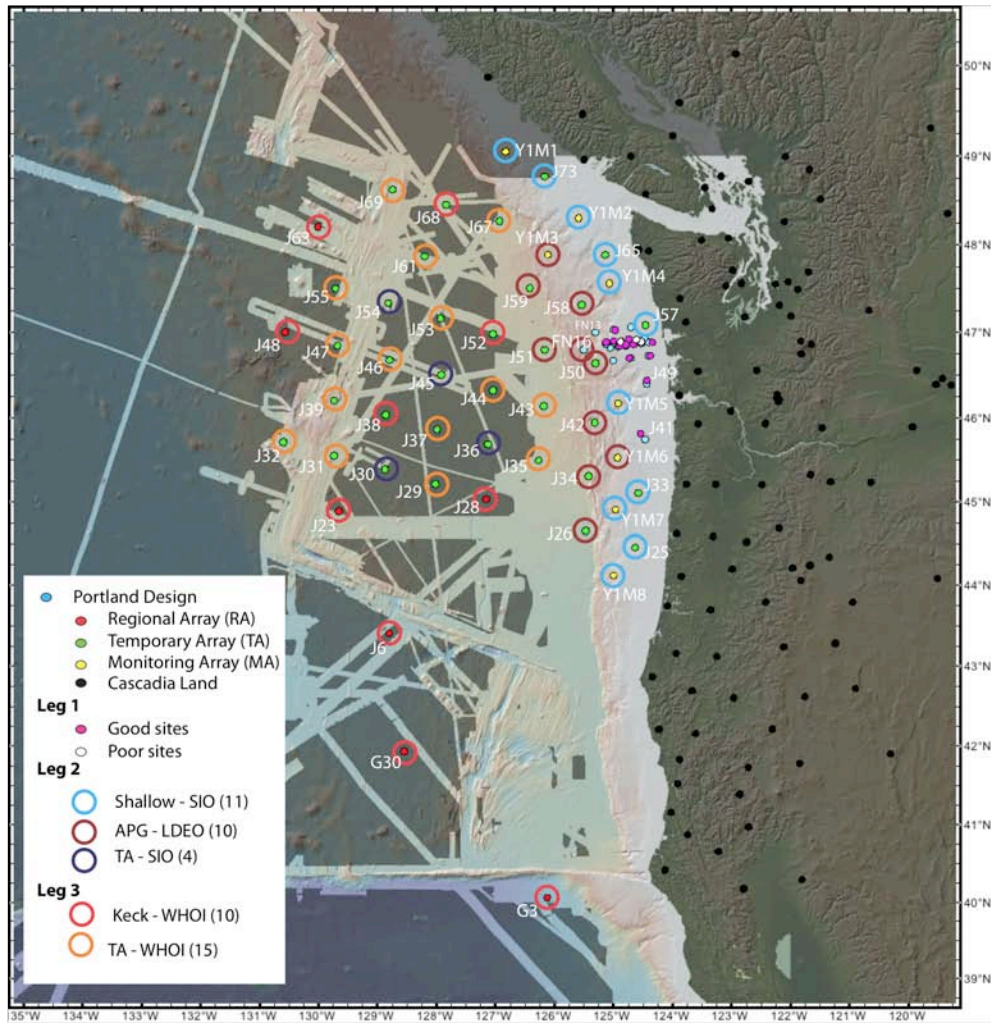 50°N
49°N
48°N
47°N
46°N
45°N
44°N
43°N
42°N
41°N
40°N
39°N
Y1M1
J73
J69
J68
J67
Y1M2
J63
Y1M3
J65
J61
Y1M4
J59
J55
J54
J58
J57
J53
J52
FN13
J48
J47
J51
FN16
J46
J50
J49
J45
J44
J39
J43
Y1M5
J38
J42
J41
J37
J36
Y1M6
J32
J31
J30
J35
J34
J33
J29
J28
Y1M7
J23
J26
J25
Y1M8
J6
G30
G3
Portland Design
Regional Array (RA)
Temporary Array (TA)
Monitoring Array (MA)
Cascadia Land
Leg 1
Good sites
Poor sites
Leg 2
Shallow - SIO (11)
APG - LDEO (10)
TA - SIO (4)
Leg 3
Keck - WHOI (10)
TA - WHOI (15)
135°W 134°W 133°W 132°W 131°W 130°W 129°W 128°W 127°W 126°W 125°W 124°W 123°W 122°W 121°W 120°W